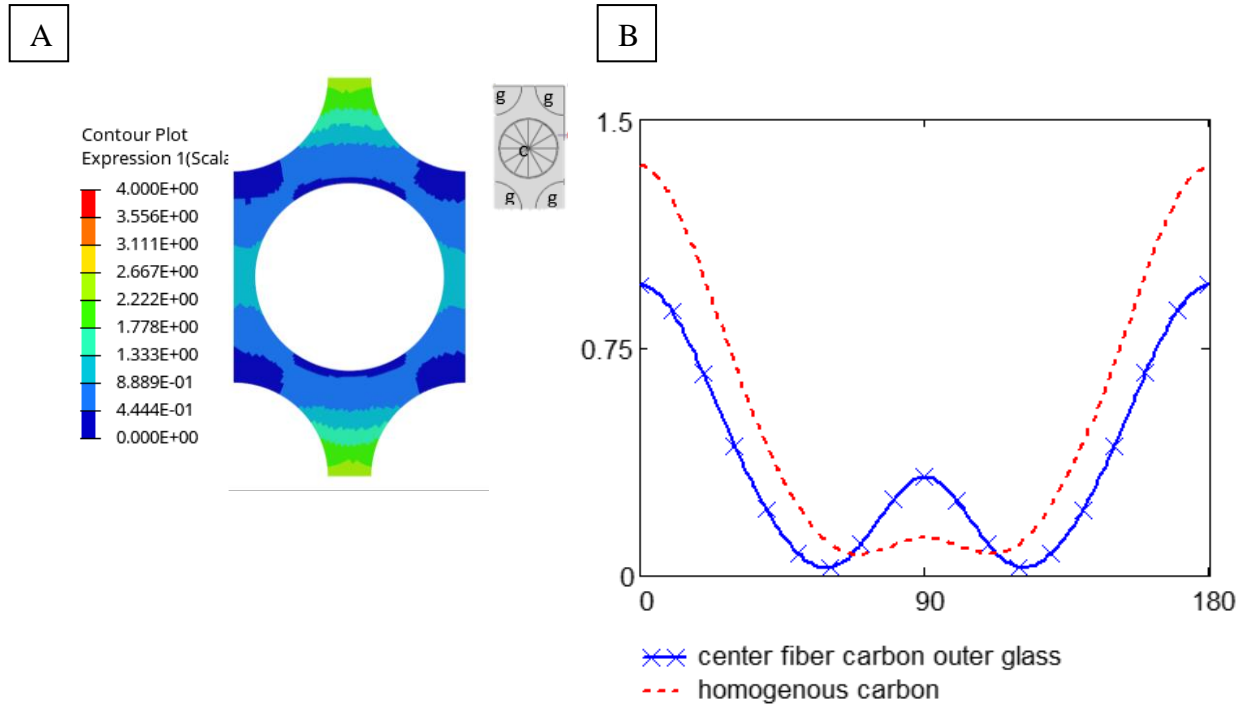 A
B
Contour Plot
Expression 1(Scala
4.000E+00
3.556E+00
3.111E+00
2.667E+00
2.222E+00
1.778E+00
1.333E+00
8.889E-01
4.444E-01
0.000E+00
g g
c
g g
1.5
0.75
0
0 90 180
center fiber carbon outer glass
homogenous carbon